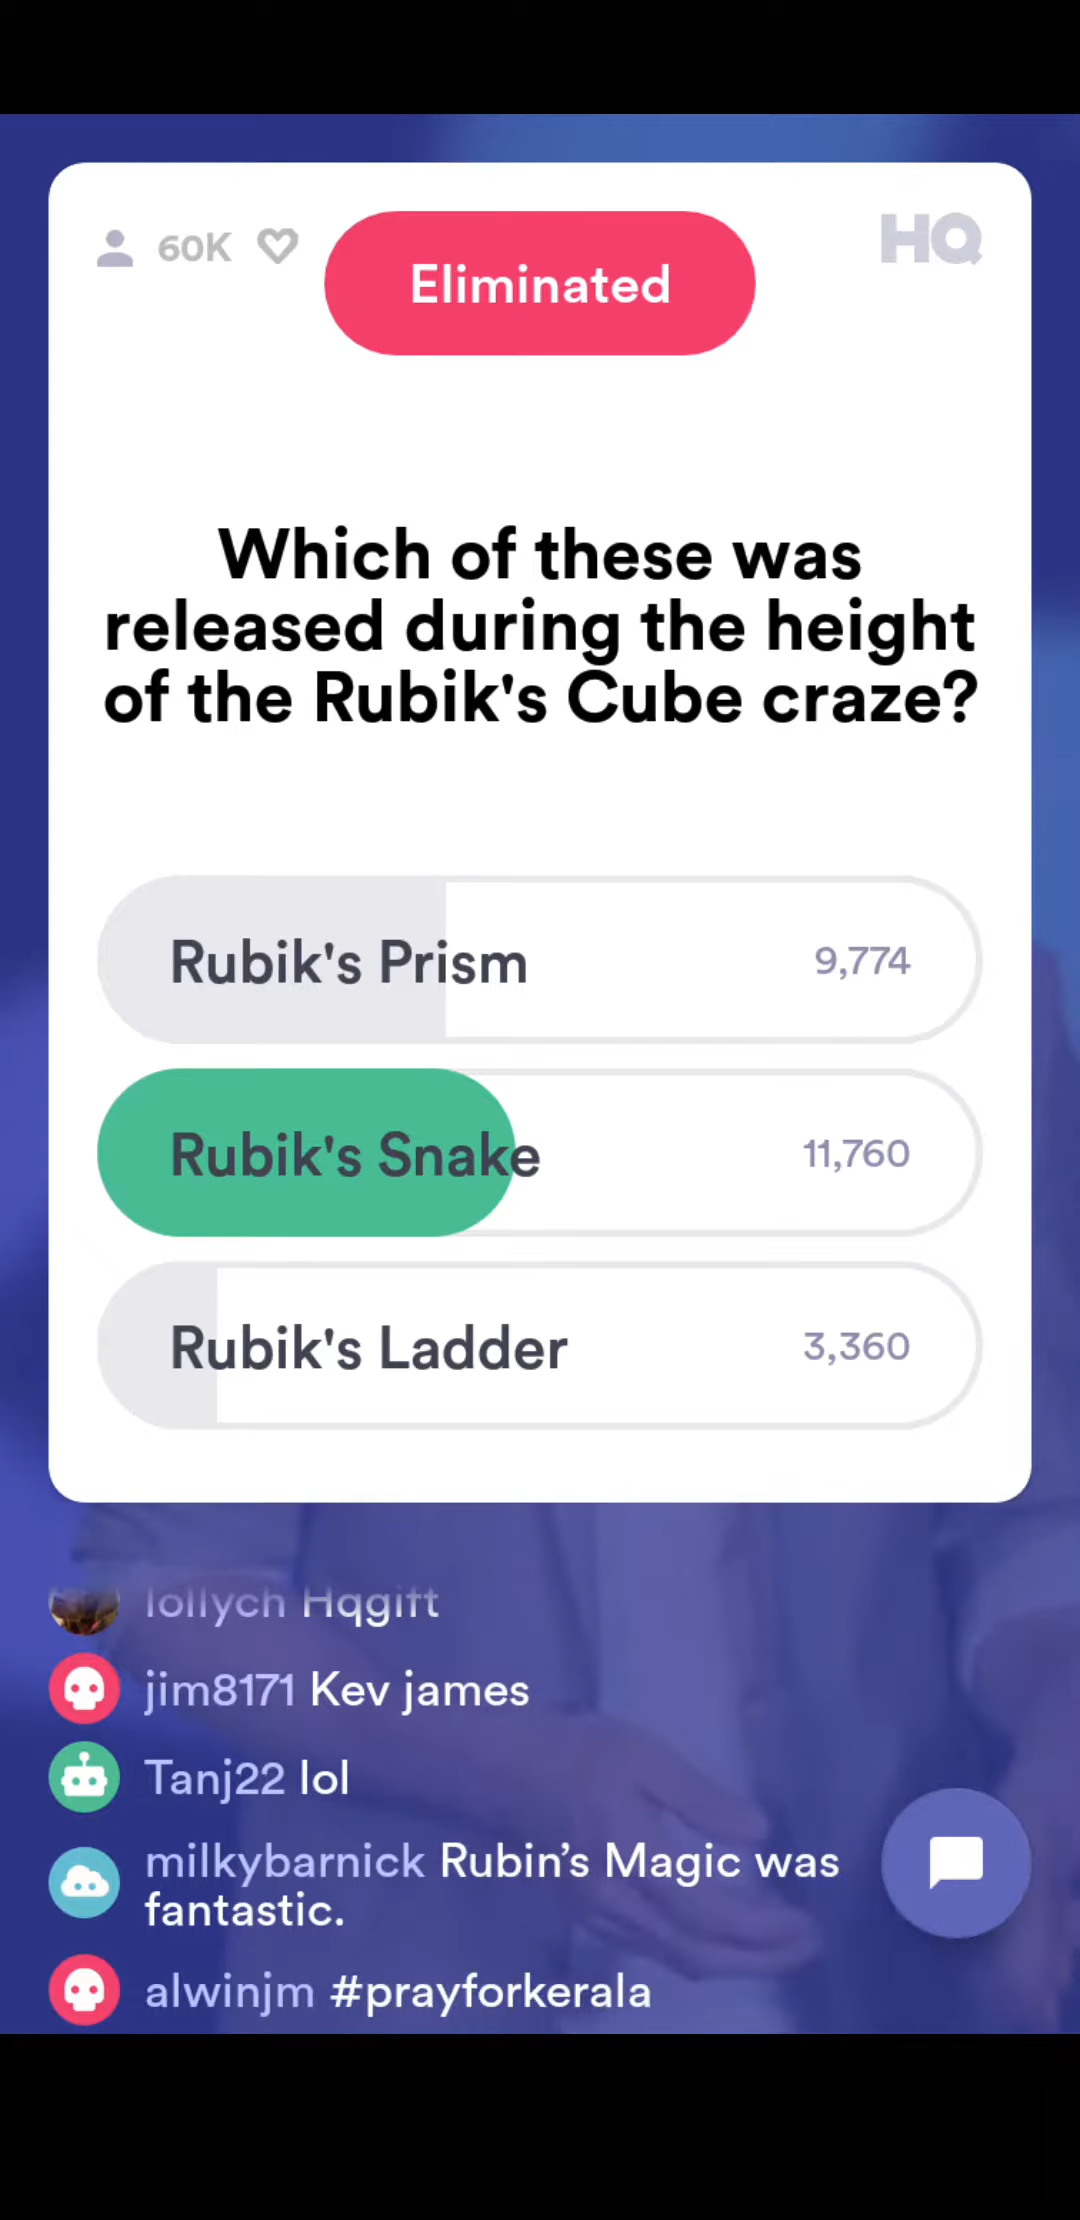 60K
Eliminated
HQ
Which of these was
released during the height
of the Rubik's Cube craze?
Rubik's Prism 9,774
Rubik's Snake 11,760
Rubik's Ladder 3,360
lollych Hqgift
jim8171 Kev james
Tanj22 lol
milkybarnick Rubin’s Magic was
fantastic.
alwinjm #prayforkerala